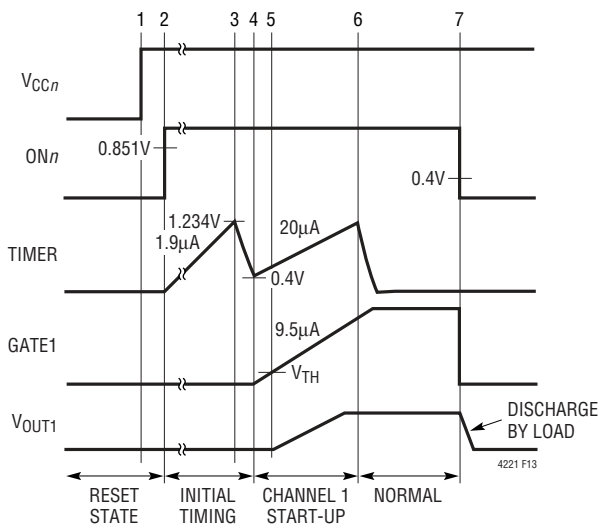 1 2 3 4 5 6 7
VCCn
ONn
0.851V
0.4V
TIMER
1.234V
1.9µA
20µA
0.4V
GATE1
9.5µA
VTH
VOUT1
DISCHARGE
BY LOAD
4221 F13
RESET
STATE
INITIAL
TIMING
CHANNEL 1
START-UP
NORMAL